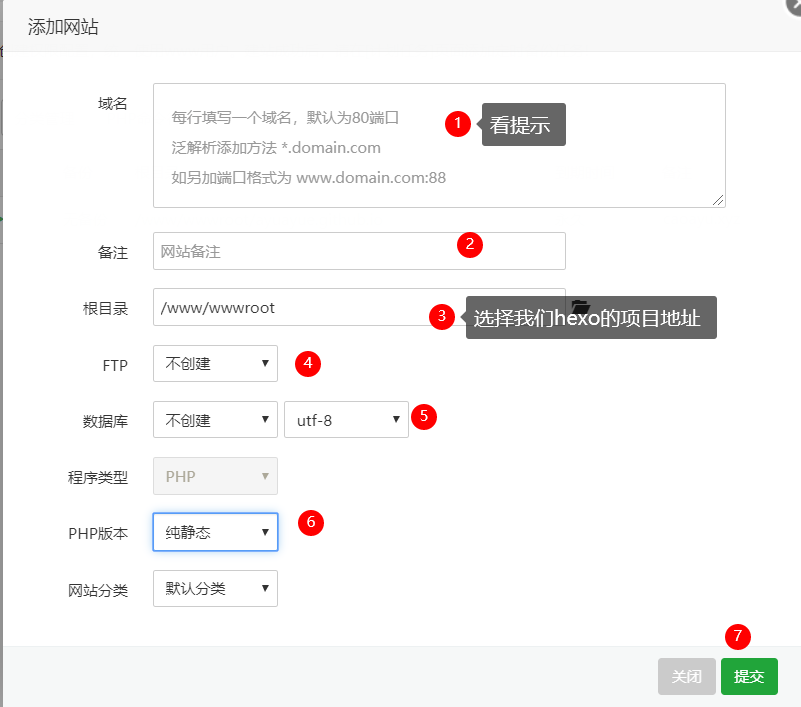 添加网站
域名
每行填写一个域名，默认为80端口
泛解析添加方法 *.domain.com
如另加端口格式为 www.domain.com:88
1
看提示
备注
网站备注
2
根目录
/www/wwwroot
3
选择我们hexo的项目地址
FTP
不创建
4
数据库
不创建
utf-8
5
程序类型
PHP
PHP版本
纯静态
6
网站分类
默认分类
7
关闭
提交